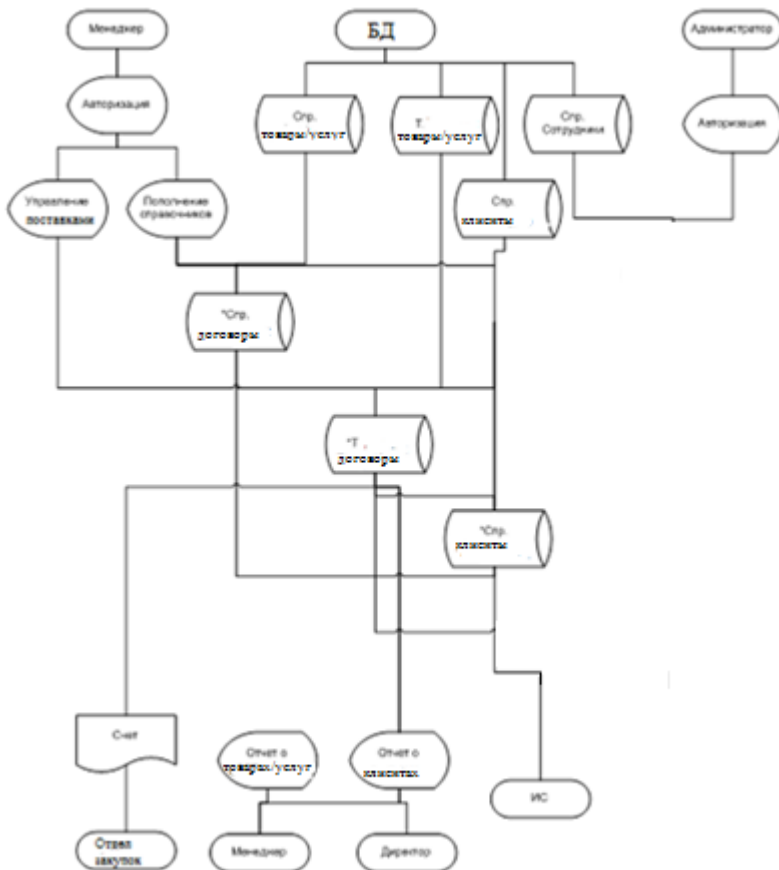 Менеджер
БД
Администратор
Авторизация
Спр.
товары/услуг
Т
товары/услуг
Спр.
Сотрудники
Авторизация
Управление
поставками
Пополнение
справочников
Спр.
клиенты
"Спр.
договоры
"Т
договоры
"Спр.
клиенты
Счет
Отчет о
товарах/услуг
Отчет о
клиентах
ИС
Отдел
закупок
Менеджер
Директор